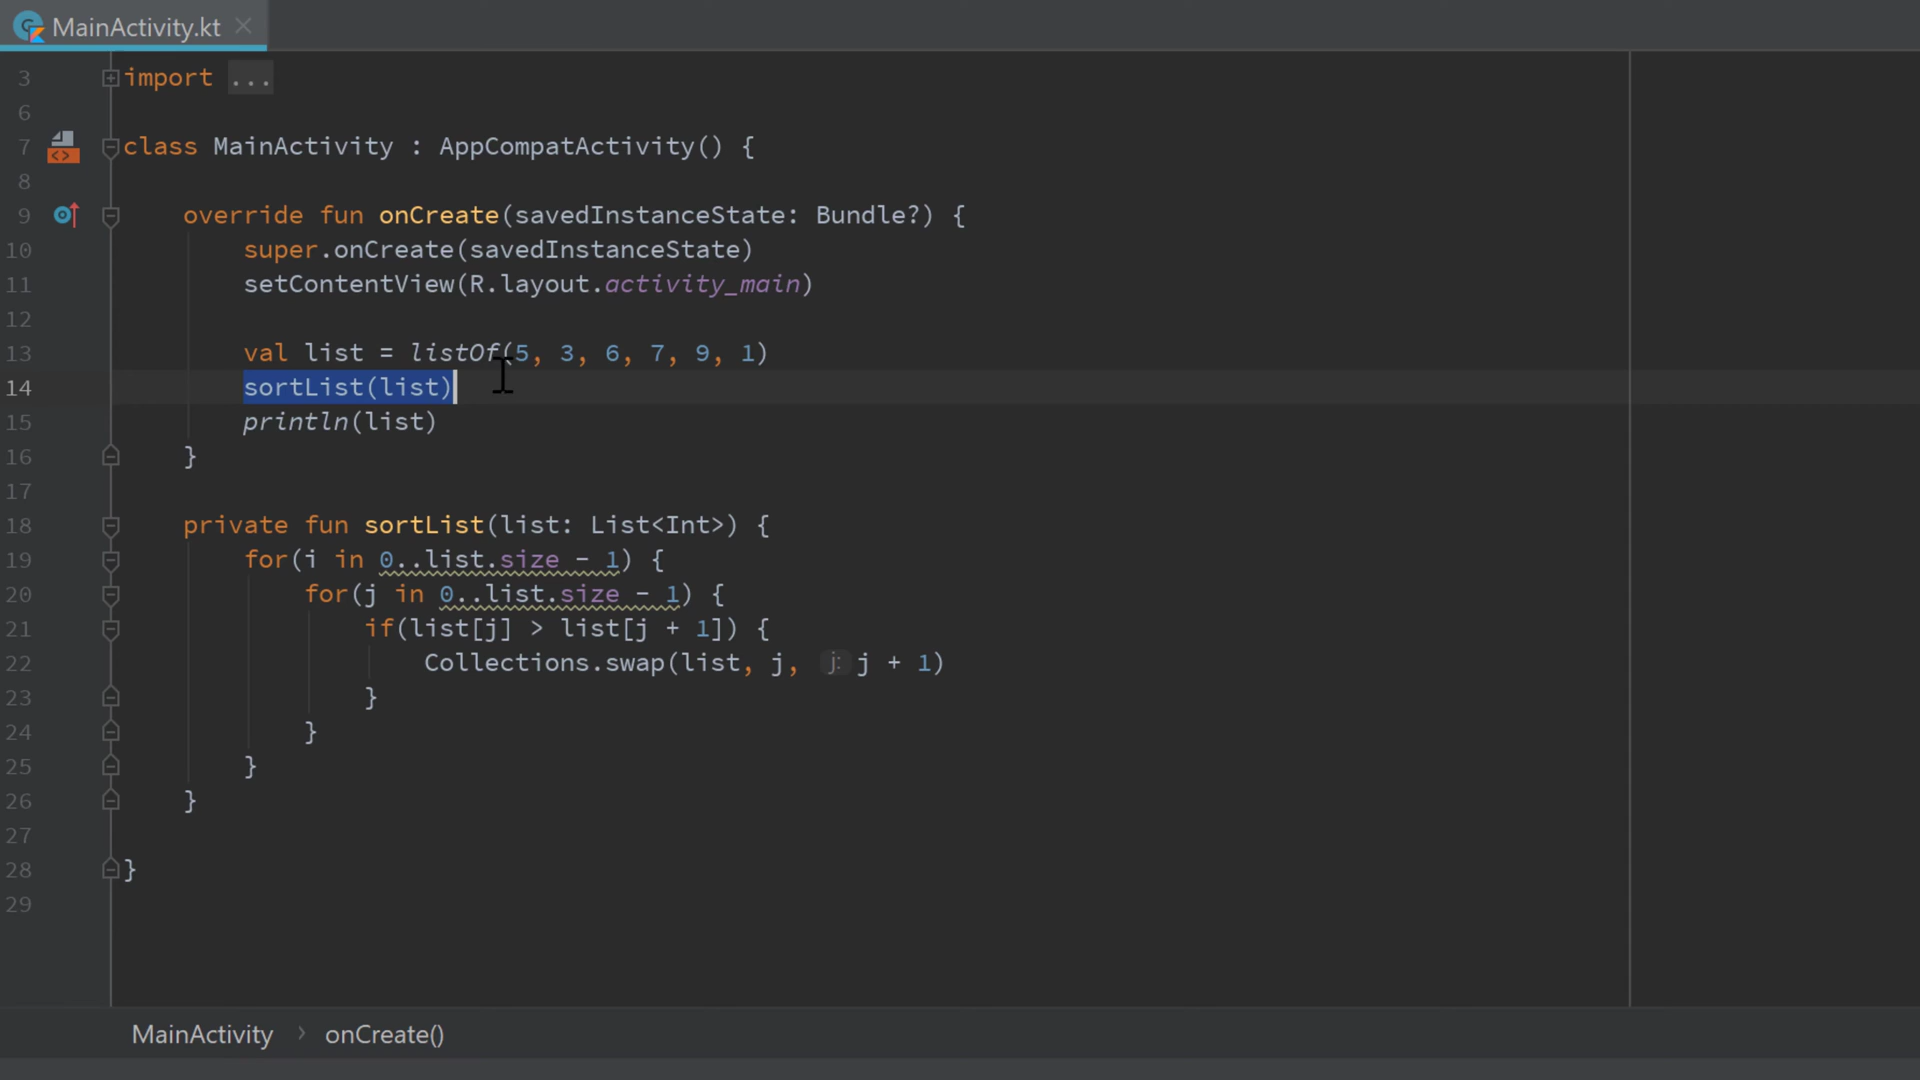 MainActivity.kt
3 import ...
6
7 class MainActivity : AppCompatActivity() {
8
9 override fun onCreate(savedInstanceState: Bundle?) {
10 super.onCreate(savedInstanceState)
11 setContentView(R.layout.activity_main)
12
13 val list = listOf(5, 3, 6, 7, 9, 1)
14 sortList(list)
15 println(list)
16 }
17
18 private fun sortList(list: List<Int>) {
19 for(i in 0..list.size - 1) {
20 for(j in 0..list.size - 1) {
21 if(list[j] > list[j + 1]) {
22 Collections.swap(list, j, j: j + 1)
23 }
24 }
25 }
26 }
27
28 }
29
MainActivity › onCreate()